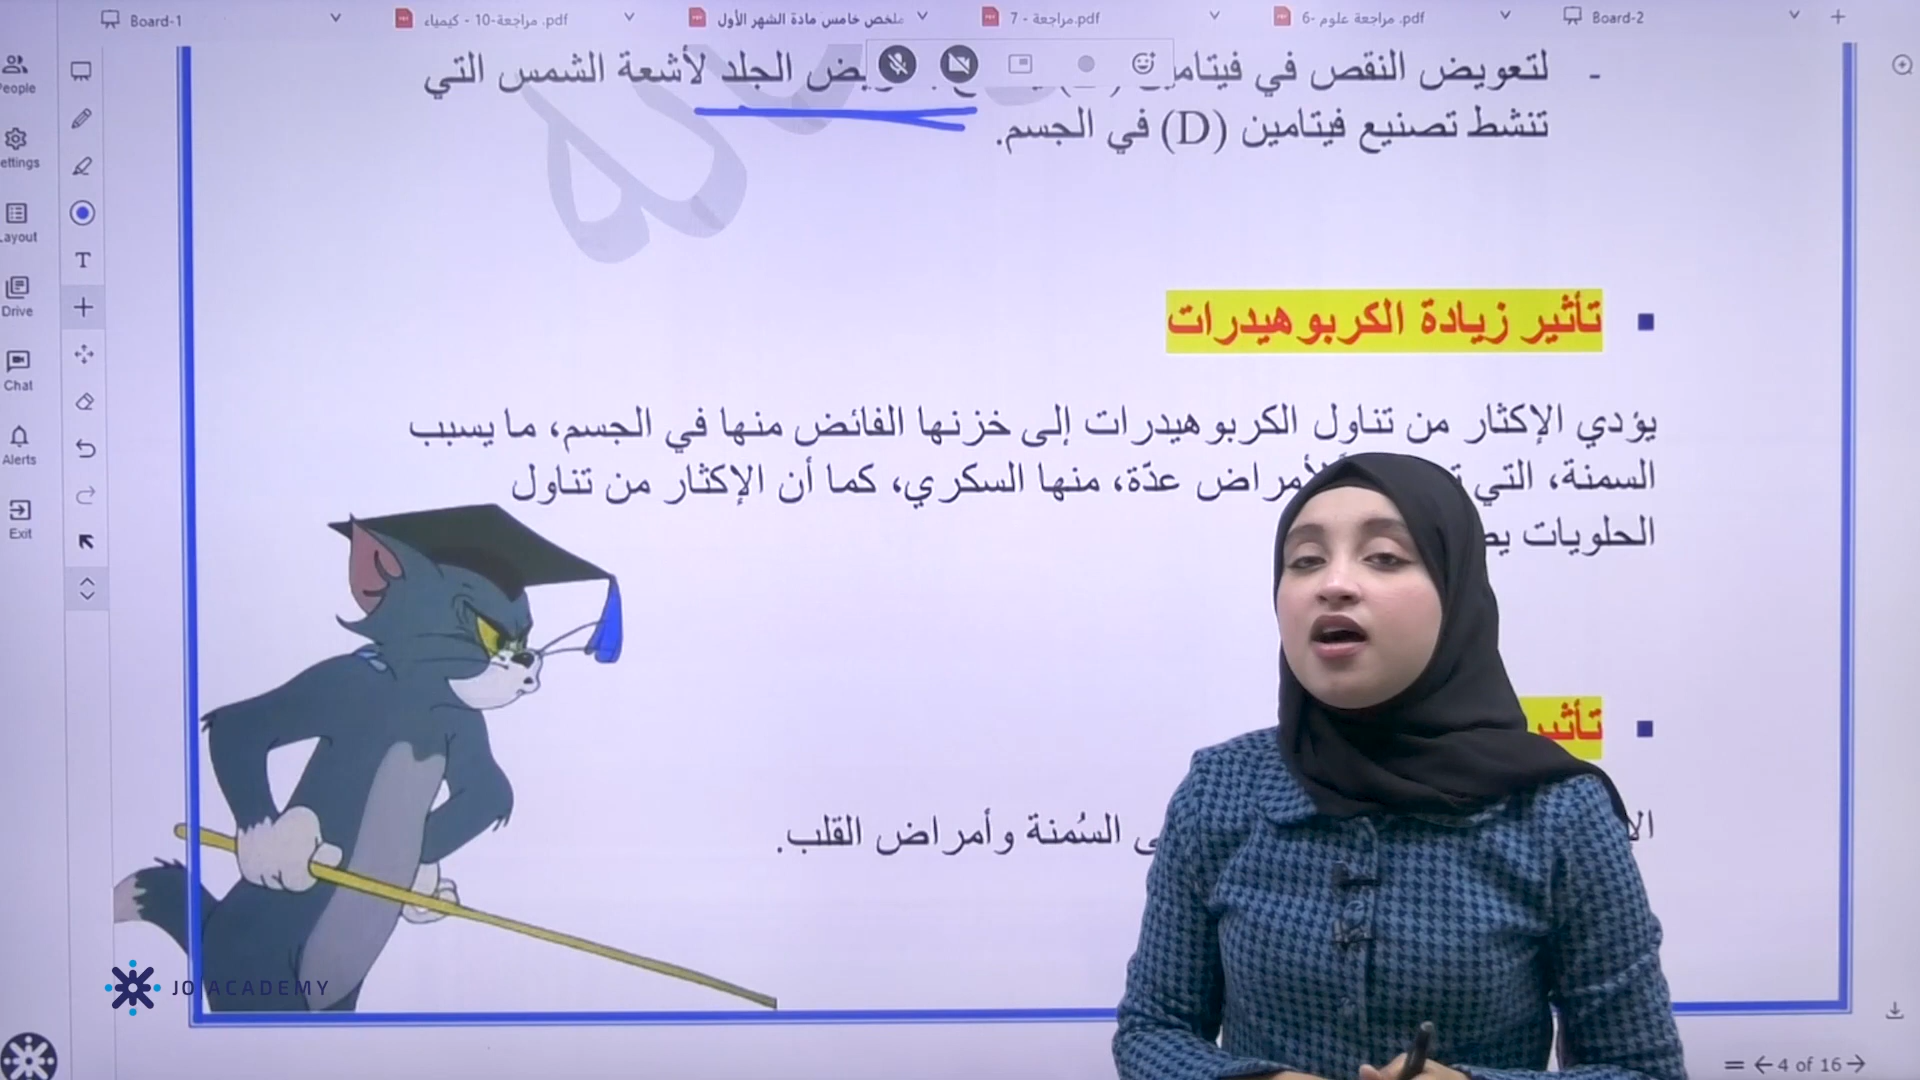 Board-1
مراجعة-10 - كيمياء .pdf
ملخص خامس مادة الشهر الأول
مراجعة - 7.pdf
مراجعة علوم -6 .pdf
Board-2
People
Settings
Layout
Drive
Chat
Alerts
Exit
T
- لتعويض النقص في فيتامين الجلد لأشعة الشمس التي
تنشط تصنيع فيتامين (D) في الجسم.
تأثير زيادة الكربوهيدرات
يؤدي الإكثار من تناول الكربوهيدرات إلى خزنها الفائض منها في الجسم، ما يسبب
السمنة، التي لأمراض عدّة، منها السكري، كما أن الإكثار من تناول
الحلويات
تأثير
السُمنة وأمراض القلب.
JO ACADEMY
4 of 16